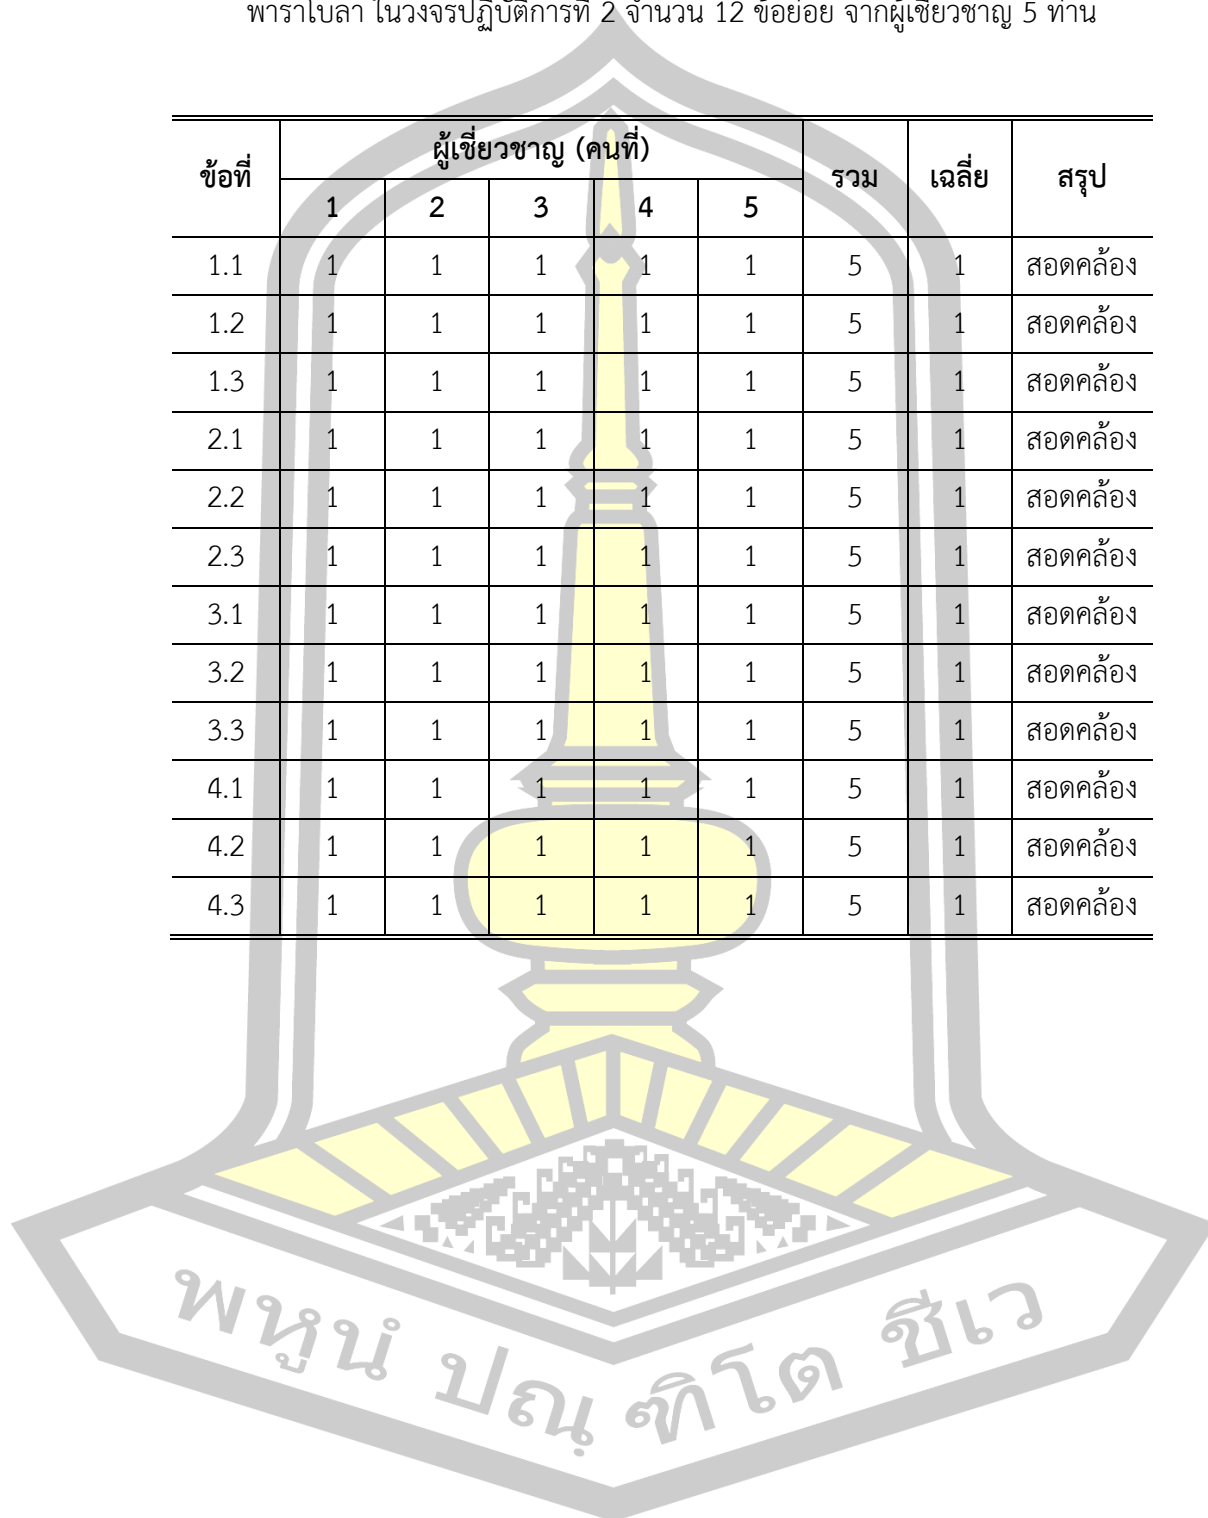 พาราโบลา ในวงจรปฏิบัติการที่ 2 จำนวน 12 ข้อย่อย จากผู้เชี่ยวชาญ 5 ท่าน
ข้อที่ ผู้เชี่ยวชาญ (คนที่) รวม เฉลี่ย สรุป
1 2 3 4 5
1.1 1 1 1 1 1 5 1 สอดคล้อง
1.2 1 1 1 1 1 5 1 สอดคล้อง
1.3 1 1 1 1 1 5 1 สอดคล้อง
2.1 1 1 1 1 1 5 1 สอดคล้อง
2.2 1 1 1 1 1 5 1 สอดคล้อง
2.3 1 1 1 1 1 5 1 สอดคล้อง
3.1 1 1 1 1 1 5 1 สอดคล้อง
3.2 1 1 1 1 1 5 1 สอดคล้อง
3.3 1 1 1 1 1 5 1 สอดคล้อง
4.1 1 1 1 1 1 5 1 สอดคล้อง
4.2 1 1 1 1 1 5 1 สอดคล้อง
4.3 1 1 1 1 1 5 1 สอดคล้อง
พหูนํ ปณฺ ฑิโต ชีเว